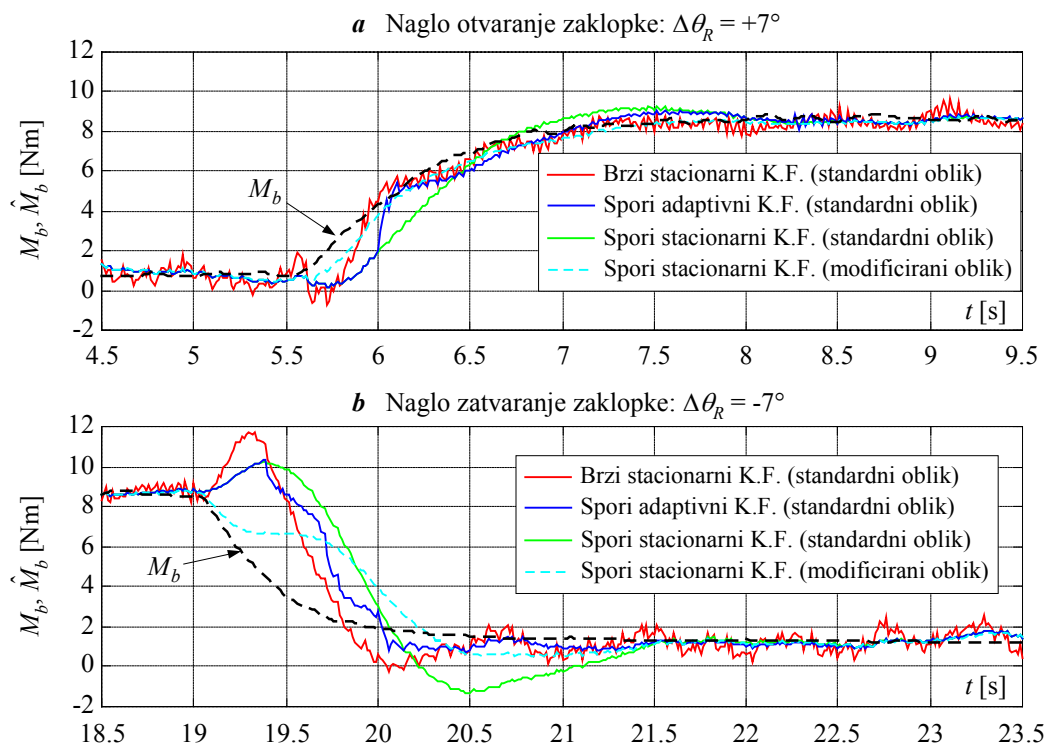 a Naglo otvaranje zaklopke: Δθ_R = +7°
12
10
8
6
4
2
0
-2
M_b, M̂_b [Nm]
M_b
Brzi stacionarni K.F. (standardni oblik)
Spori adaptivni K.F. (standardni oblik)
Spori stacionarni K.F. (standardni oblik)
Spori stacionarni K.F. (modificirani oblik)
t [s]
4.5 5 5.5 6 6.5 7 7.5 8 8.5 9 9.5
b Naglo zatvaranje zaklopke: Δθ_R = -7°
12
10
8
6
4
2
0
-2
M_b, M̂_b [Nm]
M_b
Brzi stacionarni K.F. (standardni oblik)
Spori adaptivni K.F. (standardni oblik)
Spori stacionarni K.F. (standardni oblik)
Spori stacionarni K.F. (modificirani oblik)
t [s]
18.5 19 19.5 20 20.5 21 21.5 22 22.5 23 23.5